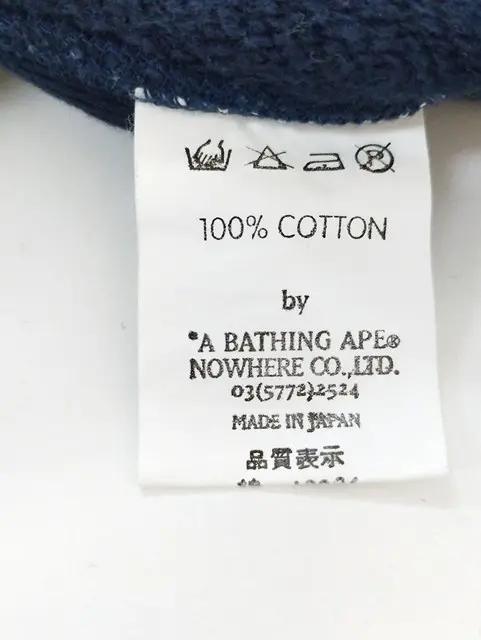 100% COTTON
by
*A BATHING APE®
NOWHERE CO.,LTD.
03(5772)2524
MADE IN JAPAN
品質表示